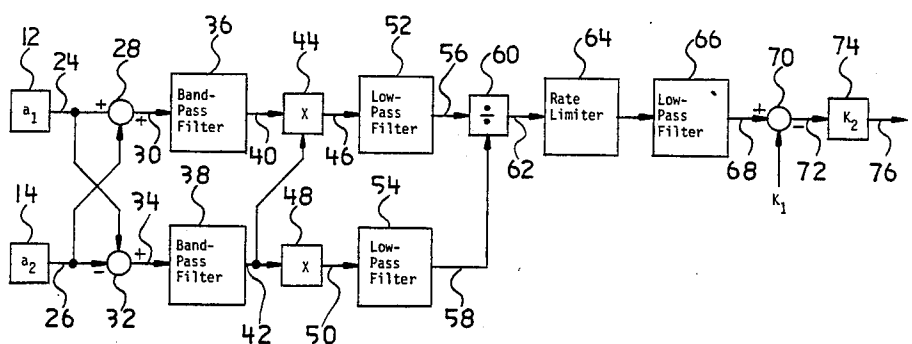 12
24
28
36
44
52
56
60
64
66
70
74
a1
+
+
Band-
Pass
Filter
X
Low-
Pass
Filter
÷
Rate
Limiter
Low-
Pass
Filter
+
−
K2
30
40
46
62
68
72
76
K1
14
34
38
48
54
a2
−
+
Band-
Pass
Filter
X
Low-
Pass
Filter
26
32
42
50
58